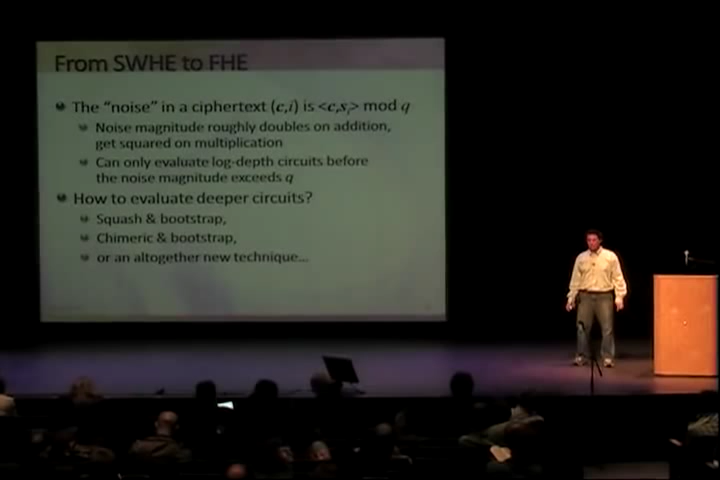 From SWHE to FHE
The "noise" in a ciphertext (c,i) is <c,sᵢ> mod q
Noise magnitude roughly doubles on addition,
get squared on multiplication
Can only evaluate log-depth circuits before
the noise magnitude exceeds q
How to evaluate deeper circuits?
Squash & bootstrap,
Chimeric & bootstrap,
or an altogether new technique...